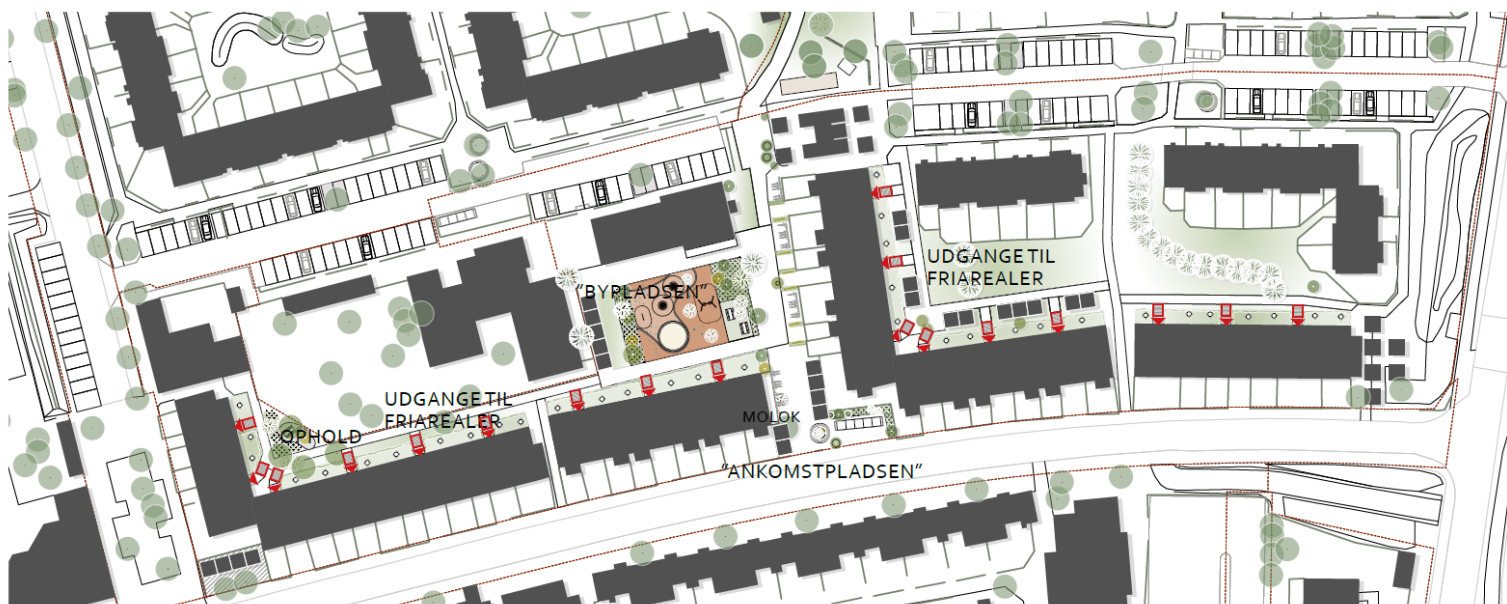 UDGANGE TIL
FRIAREALER
"BYPLADSEN"
UDGANGE TIL
FRIAREALER
OPHOLD
MOLOK
"ANKOMSTPLADSEN"